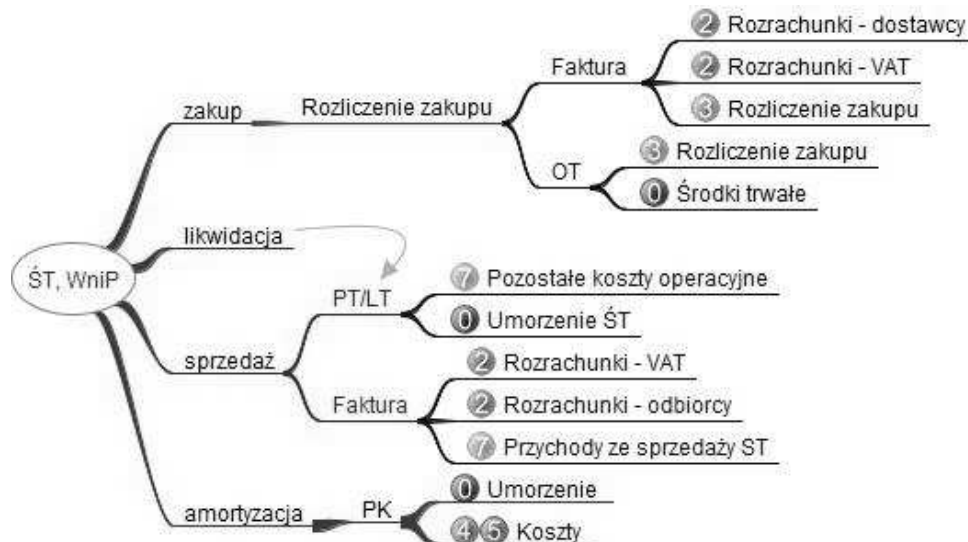 ŚT, WniP
zakup
Rozliczenie zakupu
Faktura
2 Rozrachunki - dostawcy
2 Rozrachunki - VAT
3 Rozliczenie zakupu
OT
3 Rozliczenie zakupu
0 Środki trwałe
likwidacja
sprzedaż
PT/LT
7 Pozostałe koszty operacyjne
0 Umorzenie ŚT
Faktura
2 Rozrachunki - VAT
2 Rozrachunki - odbiorcy
7 Przychody ze sprzedaży ŚT
amortyzacja
PK
0 Umorzenie
4 5 Koszty